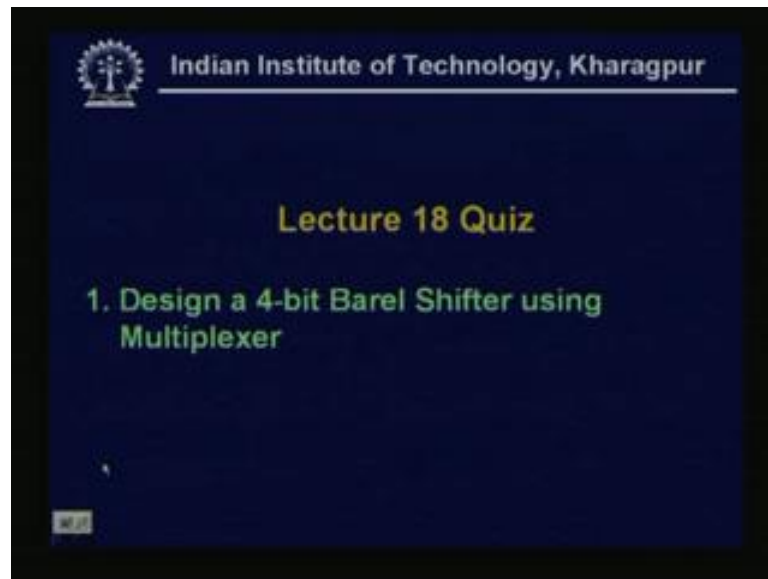 Indian Institute of Technology, Kharagpur
Lecture 18 Quiz
1. Design a 4-bit Barel Shifter using
Multiplexer